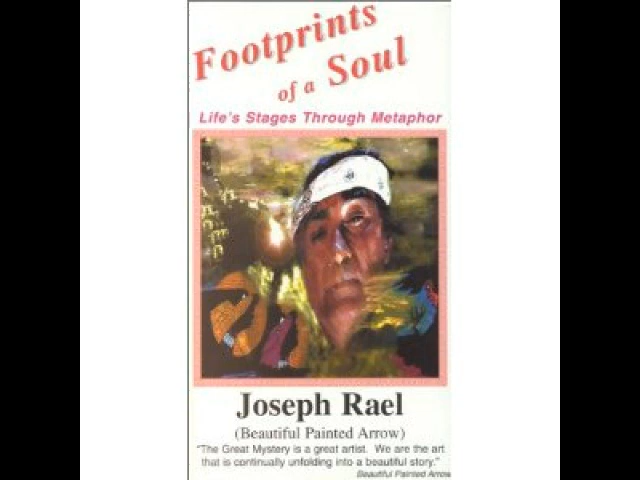 Footprints
of a Soul
Life's Stages Through Metaphor
Joseph Rael
(Beautiful Painted Arrow)
"The Great Mystery is a great artist. We are the art
that is continually unfolding into a beautiful story."
Beautiful Painted Arrow